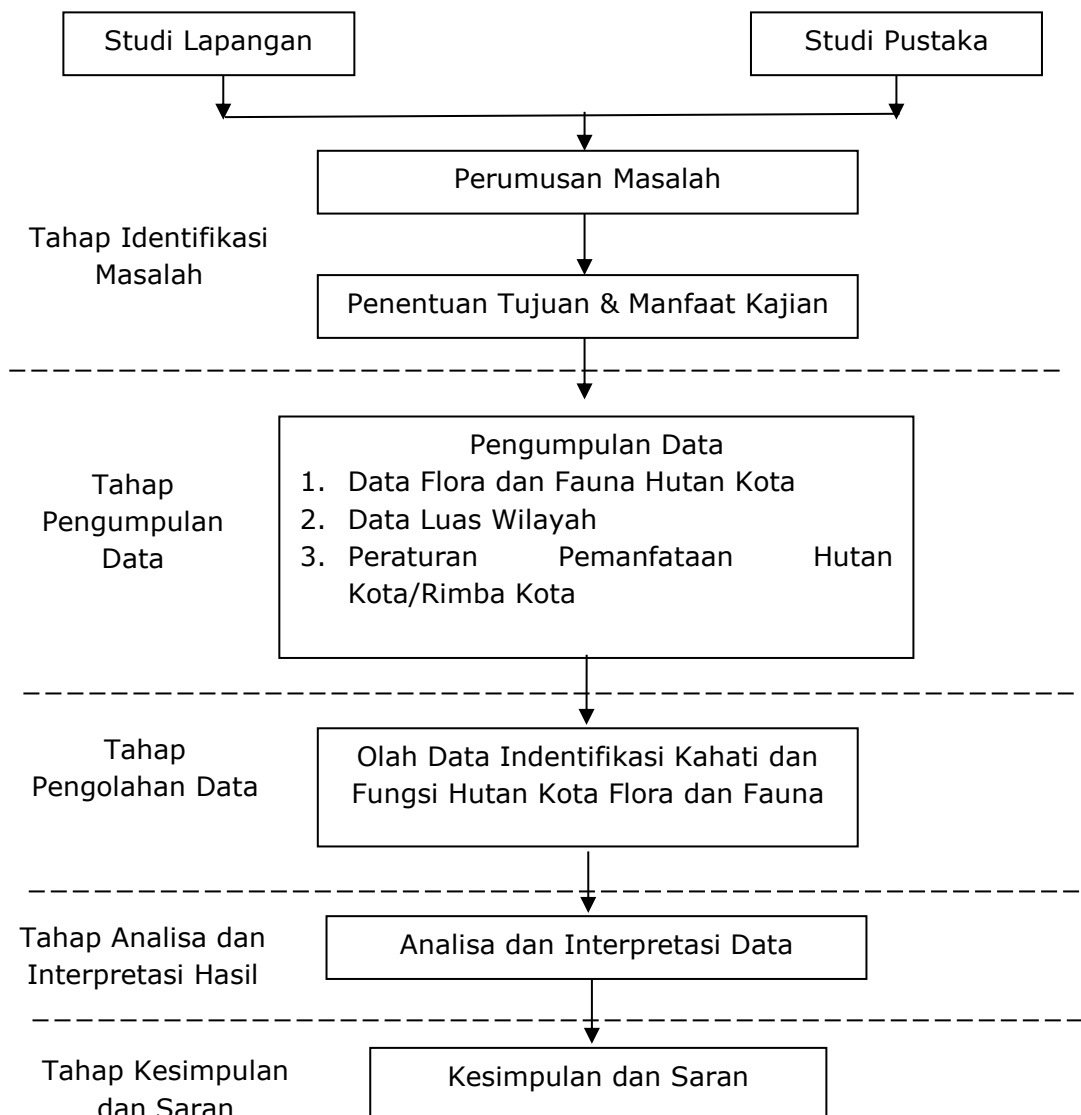 Studi Lapangan
Studi Pustaka
Perumusan Masalah
Tahap Identifikasi
Masalah
Penentuan Tujuan & Manfaat Kajian
Pengumpulan Data
1. Data Flora dan Fauna Hutan Kota
2. Data Luas Wilayah
3. Peraturan Pemanfataan Hutan
Kota/Rimba Kota
Tahap
Pengumpulan
Data
Tahap
Pengolahan Data
Olah Data Indentifikasi Kahati dan
Fungsi Hutan Kota Flora dan Fauna
Tahap Analisa dan
Interpretasi Hasil
Analisa dan Interpretasi Data
Tahap Kesimpulan
dan Saran
Kesimpulan dan Saran